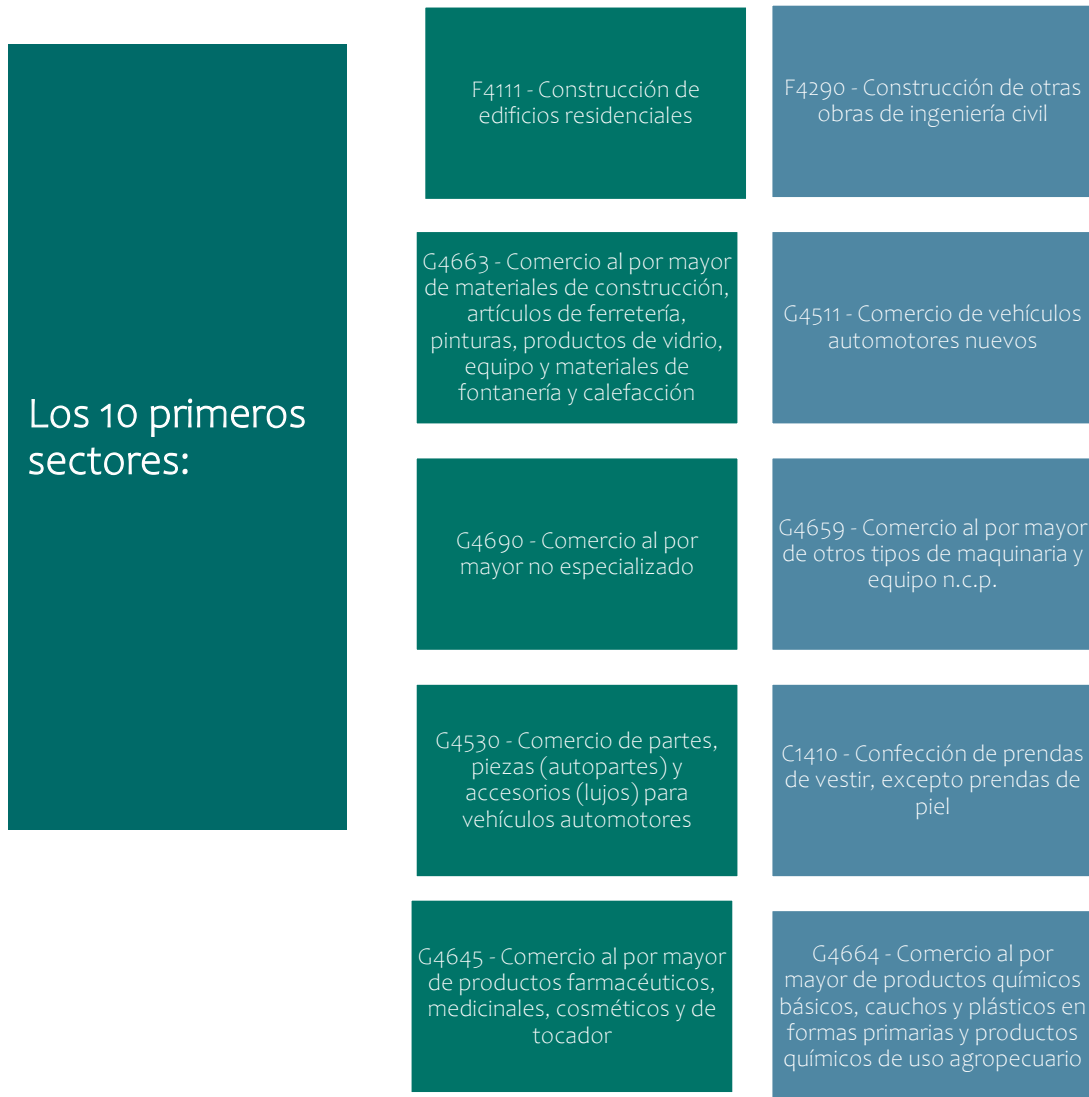 Los 10 primeros
sectores:
F4111 - Construcción de
edificios residenciales
F4290 - Construcción de otras
obras de ingeniería civil
G4663 - Comercio al por mayor
de materiales de construcción,
artículos de ferretería,
pinturas, productos de vidrio,
equipo y materiales de
fontanería y calefacción
G4511 - Comercio de vehículos
automotores nuevos
G4690 - Comercio al por
mayor no especializado
G4659 - Comercio al por mayor
de otros tipos de maquinaria y
equipo n.c.p.
G4530 - Comercio de partes,
piezas (autopartes) y
accesorios (lujos) para
vehículos automotores
C1410 - Confección de prendas
de vestir, excepto prendas de
piel
G4645 - Comercio al por mayor
de productos farmacéuticos,
medicinales, cosméticos y de
tocador
G4664 - Comercio al por
mayor de productos químicos
básicos, cauchos y plásticos en
formas primarias y productos
químicos de uso agropecuario